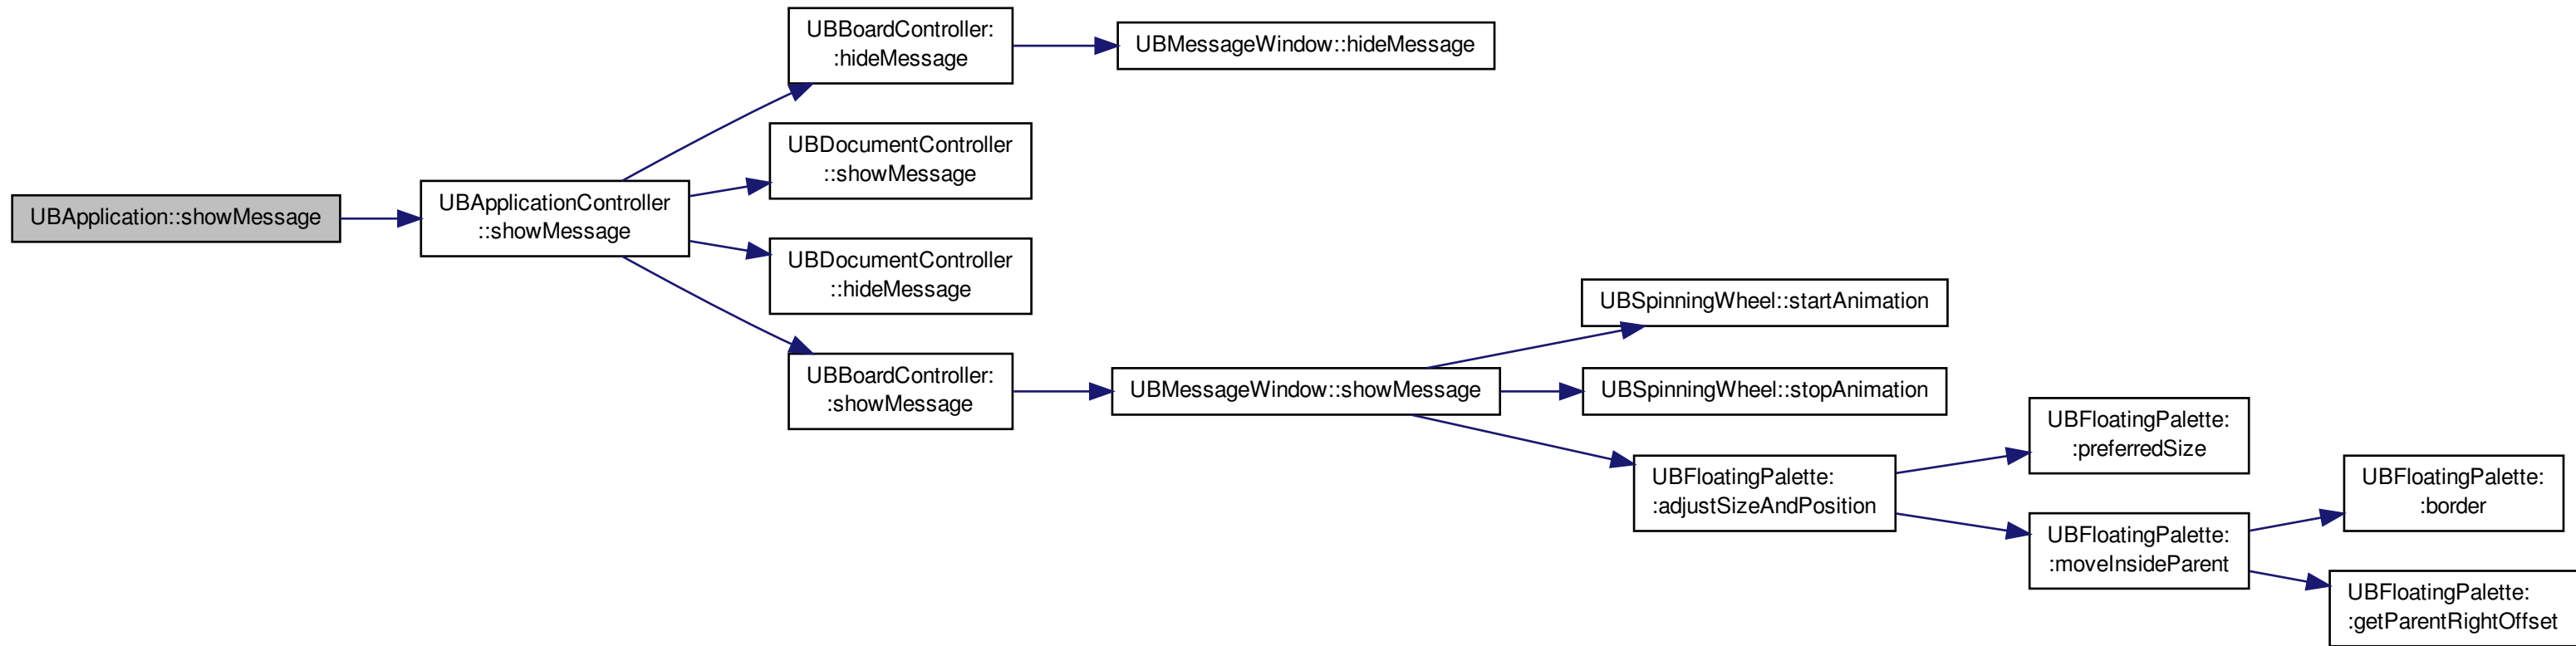 UBApplication::showMessage
UBApplicationController
::showMessage
UBBoardController:
:hideMessage
UBMessageWindow::hideMessage
UBDocumentController
::showMessage
UBDocumentController
::hideMessage
UBBoardController:
:showMessage
UBMessageWindow::showMessage
UBSpinningWheel::startAnimation
UBSpinningWheel::stopAnimation
UBFloatingPalette:
:adjustSizeAndPosition
UBFloatingPalette:
:preferredSize
UBFloatingPalette:
:moveInsideParent
UBFloatingPalette:
:border
UBFloatingPalette:
:getParentRightOffset